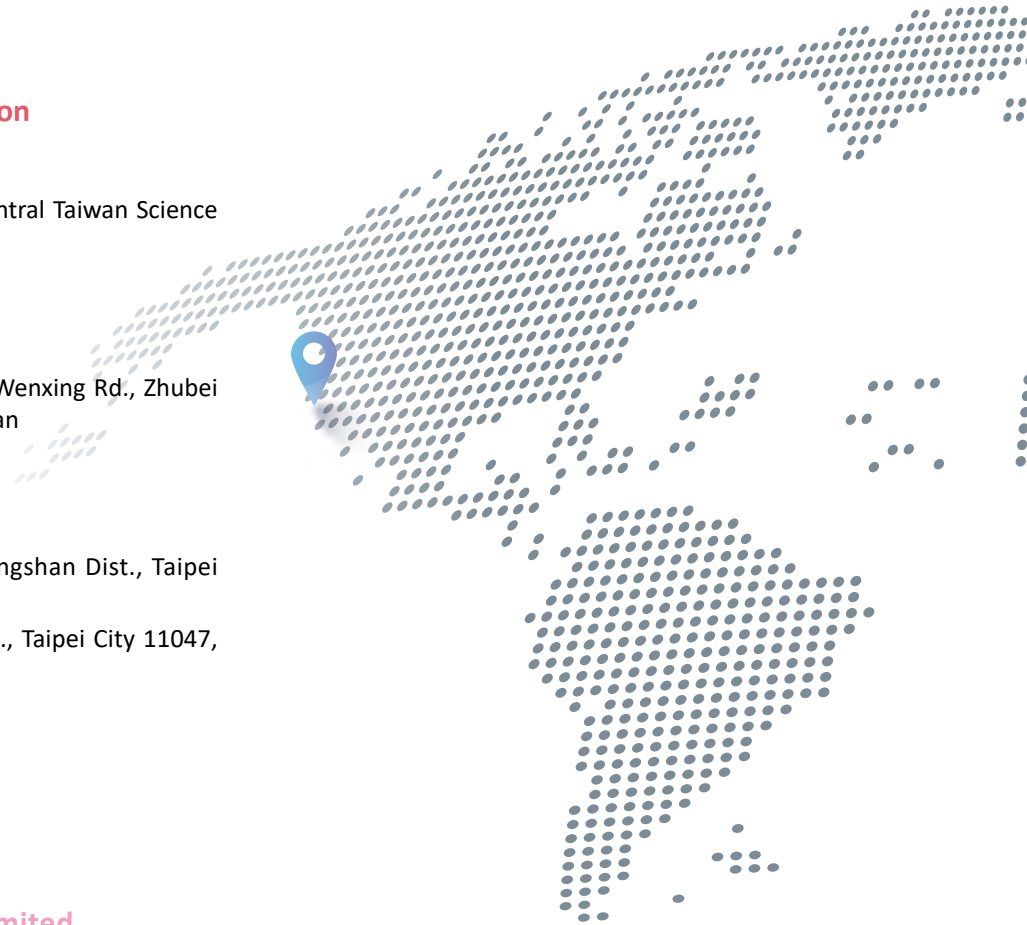 on
ntral Taiwan Science
Wenxing Rd., Zhubei
an
ngshan Dist., Taipei
., Taipei City 11047,
mited